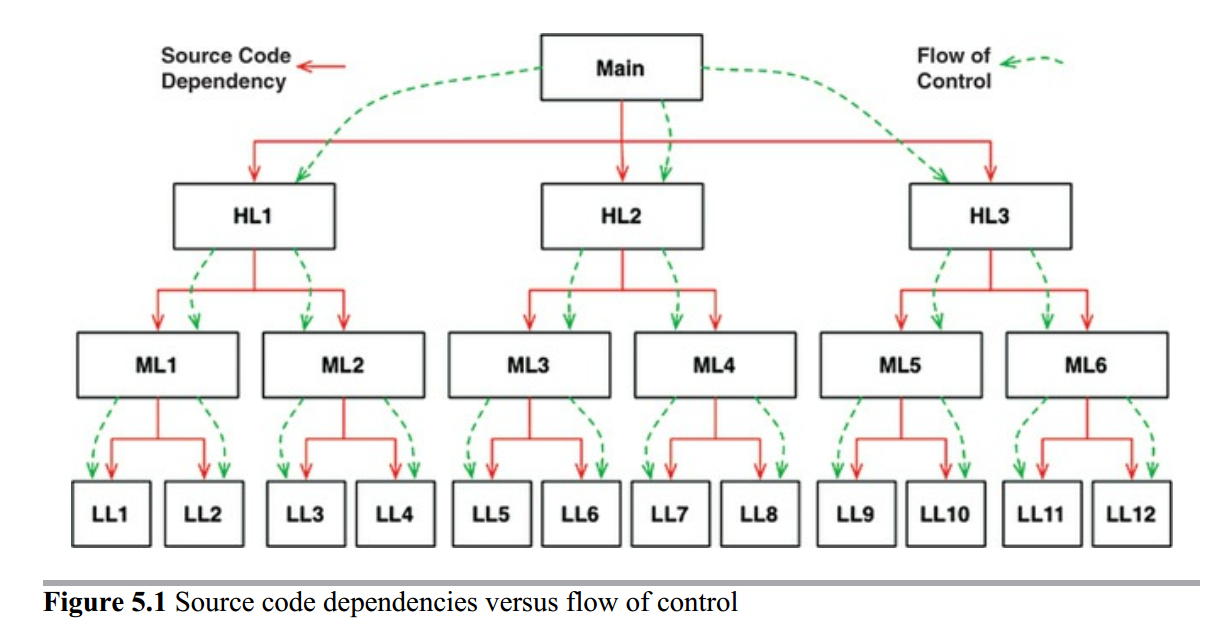 Source Code
Dependency
Main
Flow of
Control
HL1
HL2
HL3
ML1
ML2
ML3
ML4
ML5
ML6
LL1
LL2
LL3
LL4
LL5
LL6
LL7
LL8
LL9
LL10
LL11
LL12
Figure 5.1 Source code dependencies versus flow of control